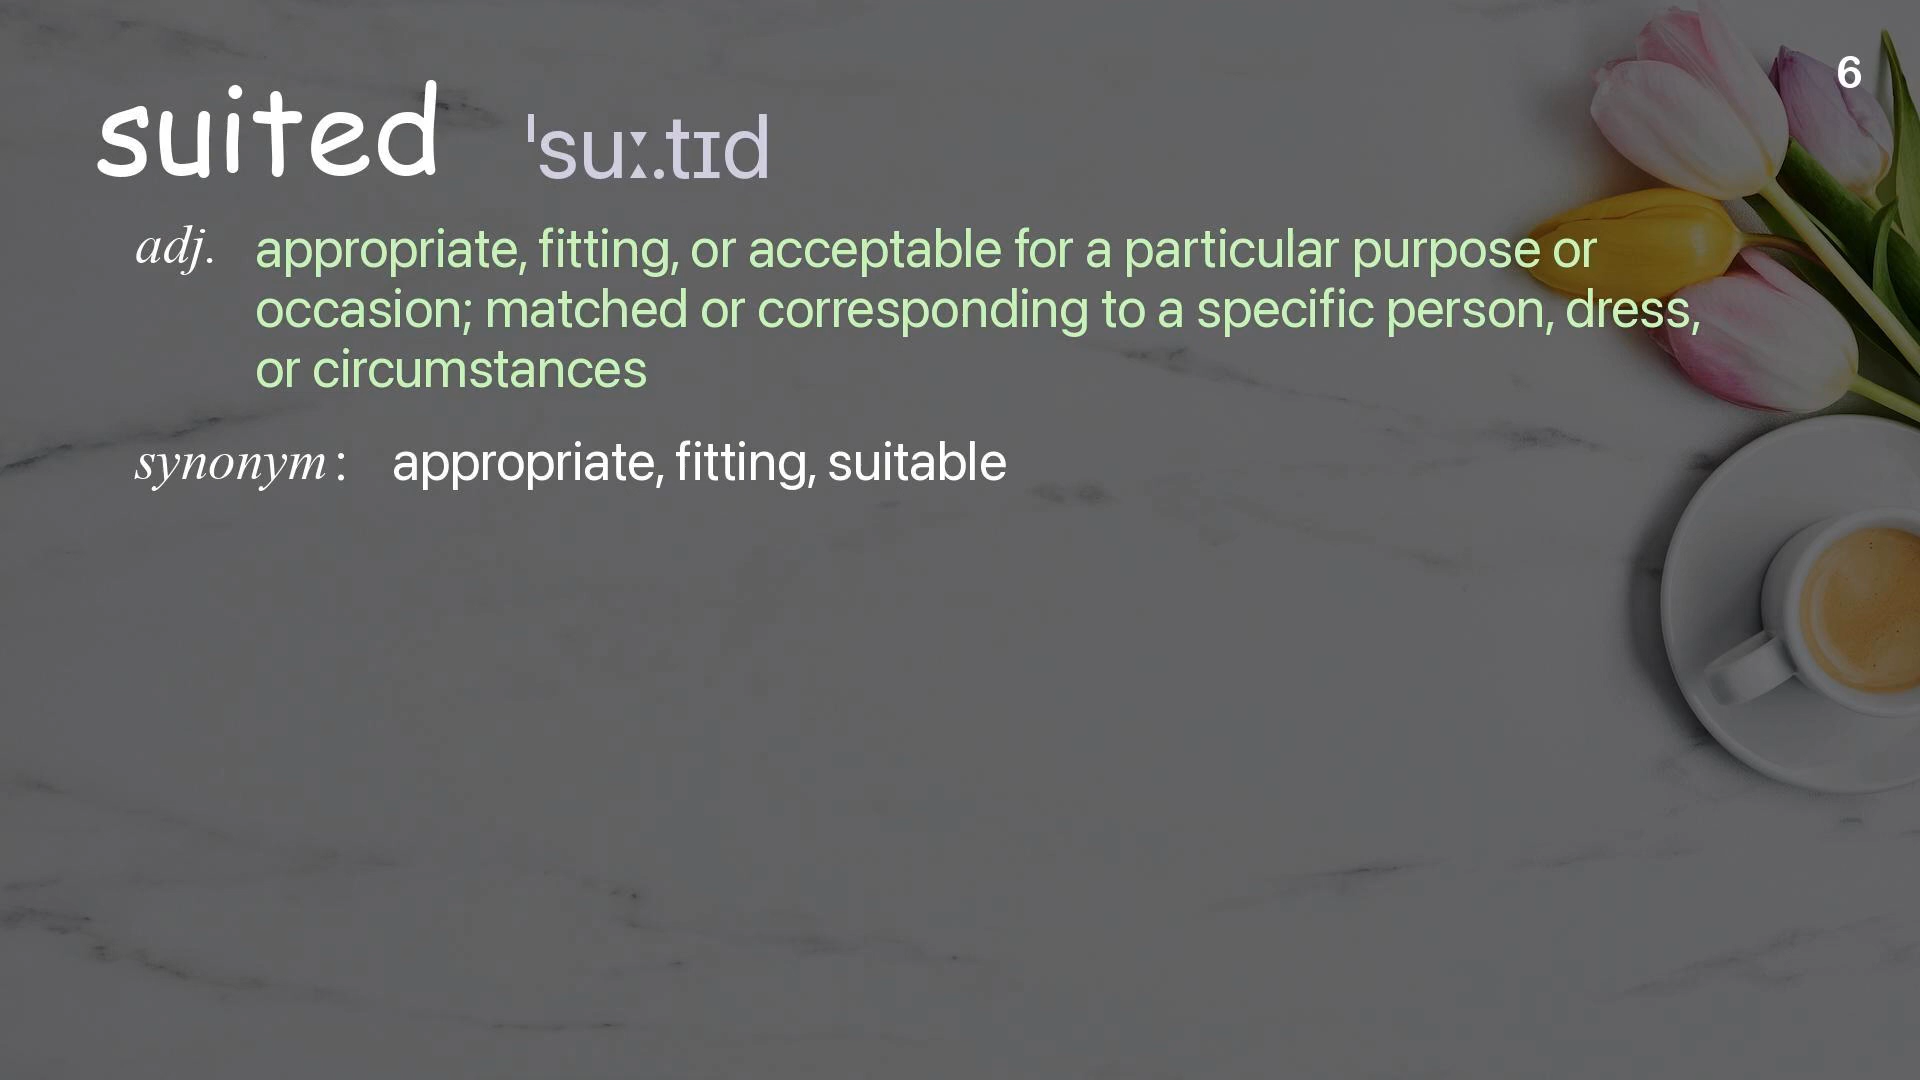 6
suited ˈsuː.tɪd
adj. appropriate, fitting, or acceptable for a particular purpose or
occasion; matched or corresponding to a specific person, dress,
or circumstances
synonym: appropriate, fitting, suitable